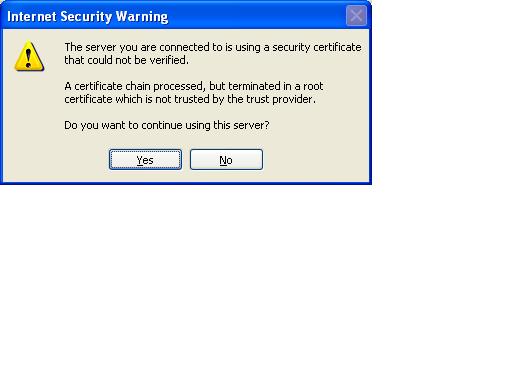 Internet Security Warning
The server you are connected to is using a security certificate
that could not be verified.
A certificate chain processed, but terminated in a root
certificate which is not trusted by the trust provider.
Do you want to continue using this server?
Yes No